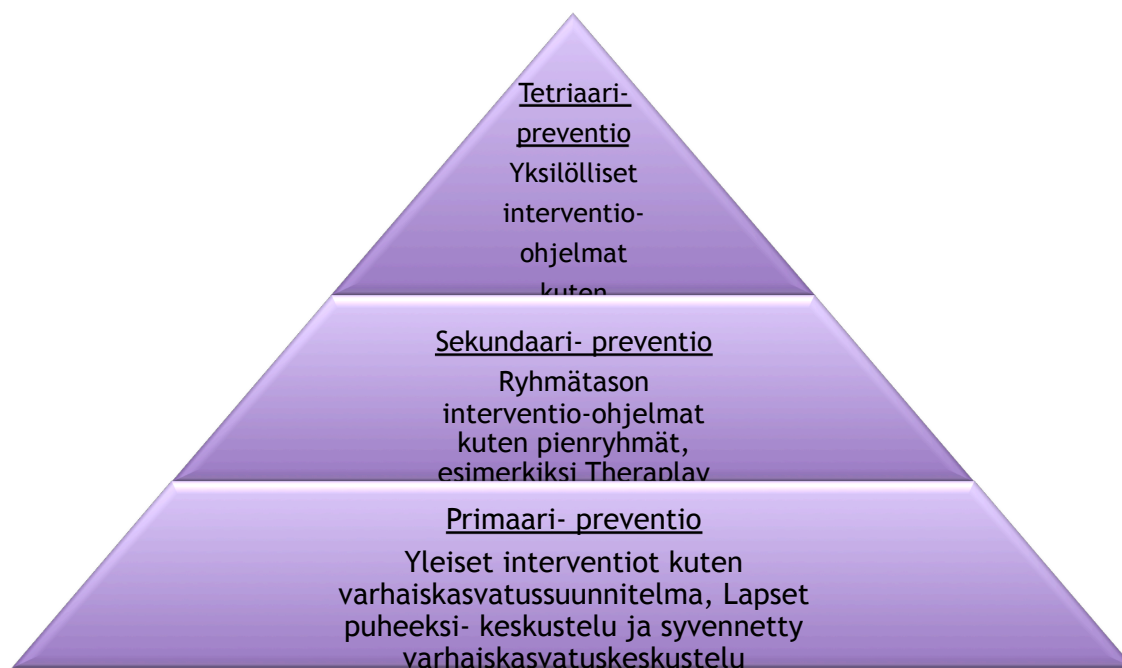 Tetriaari-
preventio
Yksilölliset
interventio-
ohjelmat
kuten
Sekundaari- preventio
Ryhmätason
interventio-ohjelmat
kuten pienryhmät,
esimerkiksi Theraplay
Primaari- preventio
Yleiset interventiot kuten
varhaiskasvatussuunnitelma, Lapset
puheeksi- keskustelu ja syvennetty
varhaiskasvatuskeskustelu